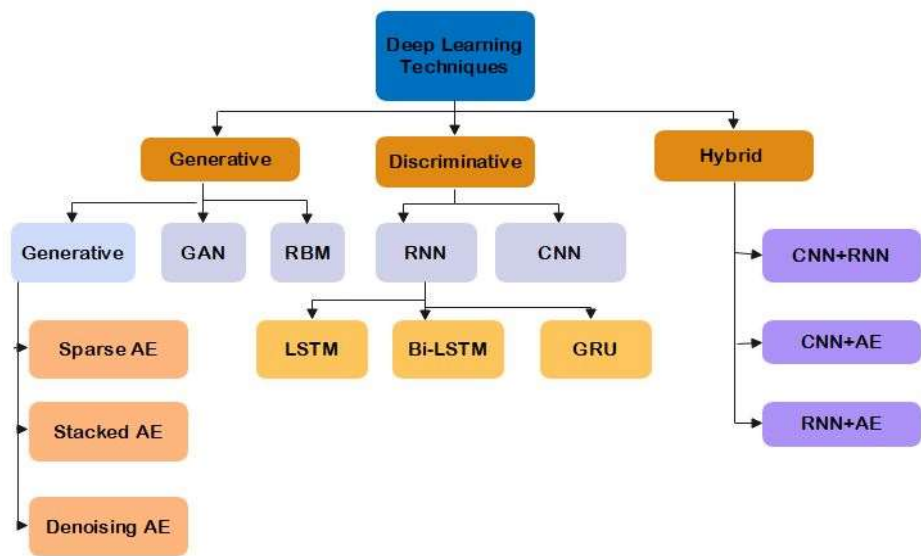 Deep Learning
Techniques
Generative
Discriminative
Hybrid
Generative
GAN
RBM
RNN
CNN
CNN+RNN
Sparse AE
LSTM
Bi-LSTM
GRU
CNN+AE
Stacked AE
RNN+AE
Denoising AE